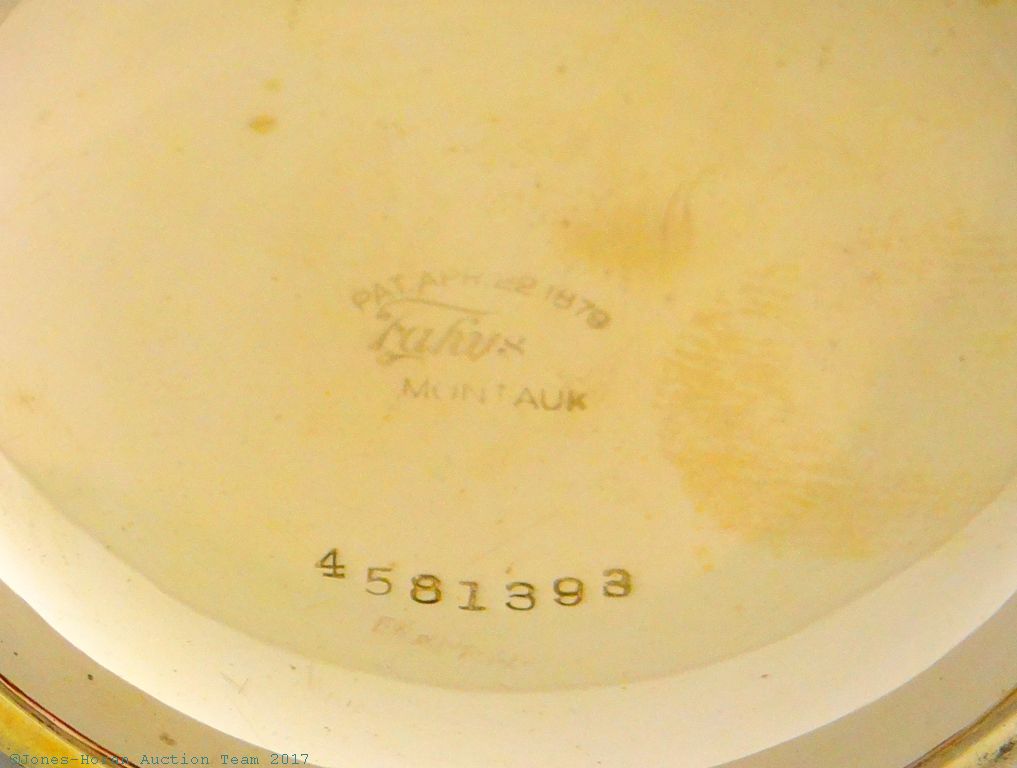 PAT. APR 22 1879
Fahys
MONTAUK
4581393
©Jones-Horan Auction Team 2017